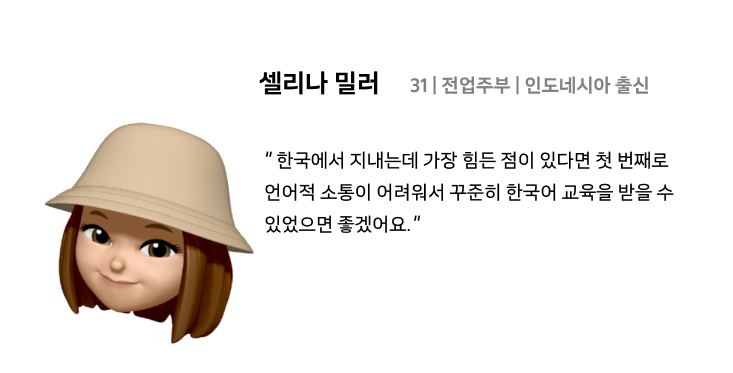 셀리나 밀러 31 | 전업주부 | 인도네시아 출신
" 한국에서 지내는데 가장 힘든 점이 있다면 첫 번째로
언어적 소통이 어려워서 꾸준히 한국어 교육을 받을 수
있었으면 좋겠어요. "